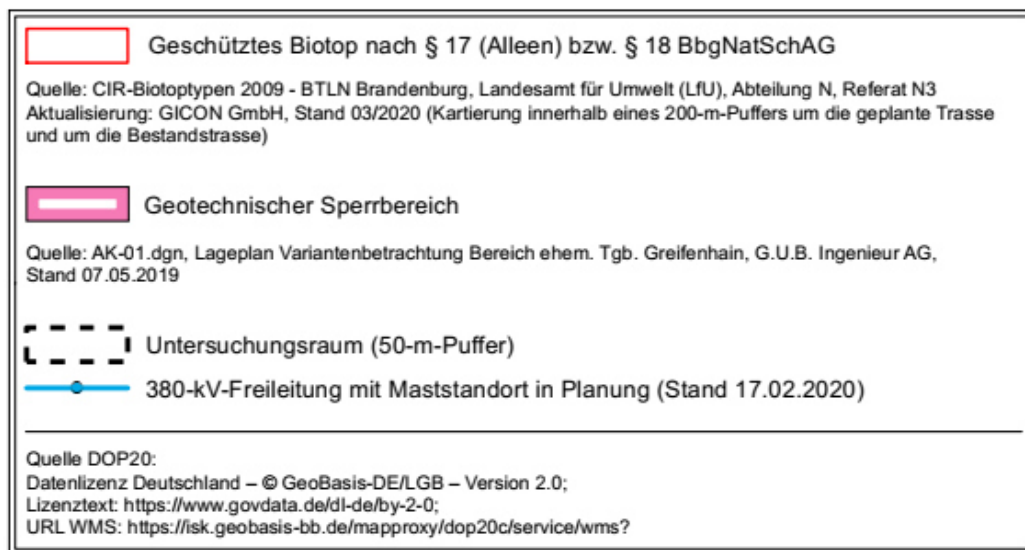 Geschütztes Biotop nach § 17 (Alleen) bzw. § 18 BbgNatSchAG
Quelle: CIR-Biotoptypen 2009 - BTLN Brandenburg, Landesamt für Umwelt (LfU), Abteilung N, Referat N3
Aktualisierung: GICON GmbH, Stand 03/2020 (Kartierung innerhalb eines 200-m-Puffers um die geplante Trasse
und um die Bestandstrasse)
Geotechnischer Sperrbereich
Quelle: AK-01.dgn, Lageplan Variantenbetrachtung Bereich ehem. Tgb. Greifenhain, G.U.B. Ingenieur AG,
Stand 07.05.2019
Untersuchungsraum (50-m-Puffer)
380-kV-Freileitung mit Maststandort in Planung (Stand 17.02.2020)
Quelle DOP20:
Datenlizenz Deutschland – © GeoBasis-DE/LGB – Version 2.0;
Lizenztext: https://www.govdata.de/dl-de/by-2-0;
URL WMS: https://isk.geobasis-bb.de/mapproxy/dop20c/service/wms?